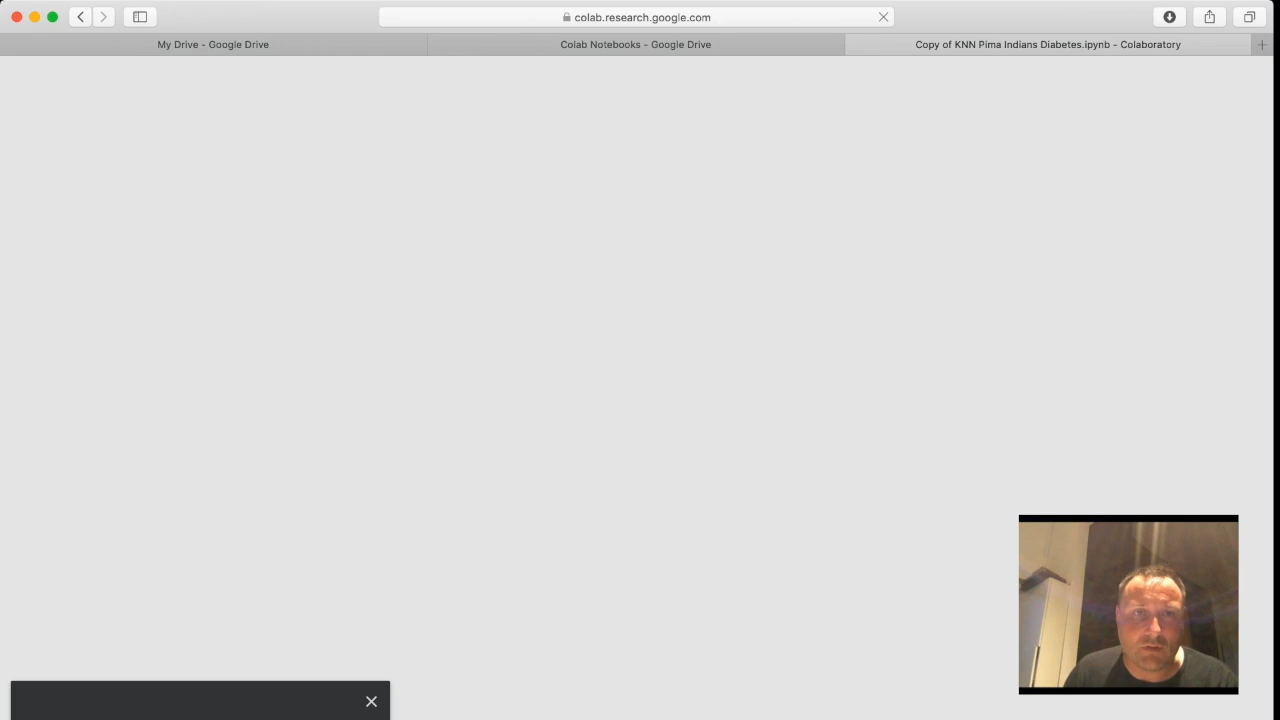 colab.research.google.com
My Drive - Google Drive
Colab Notebooks - Google Drive
Copy of KNN Pima Indians Diabetes.ipynb - Colaboratory